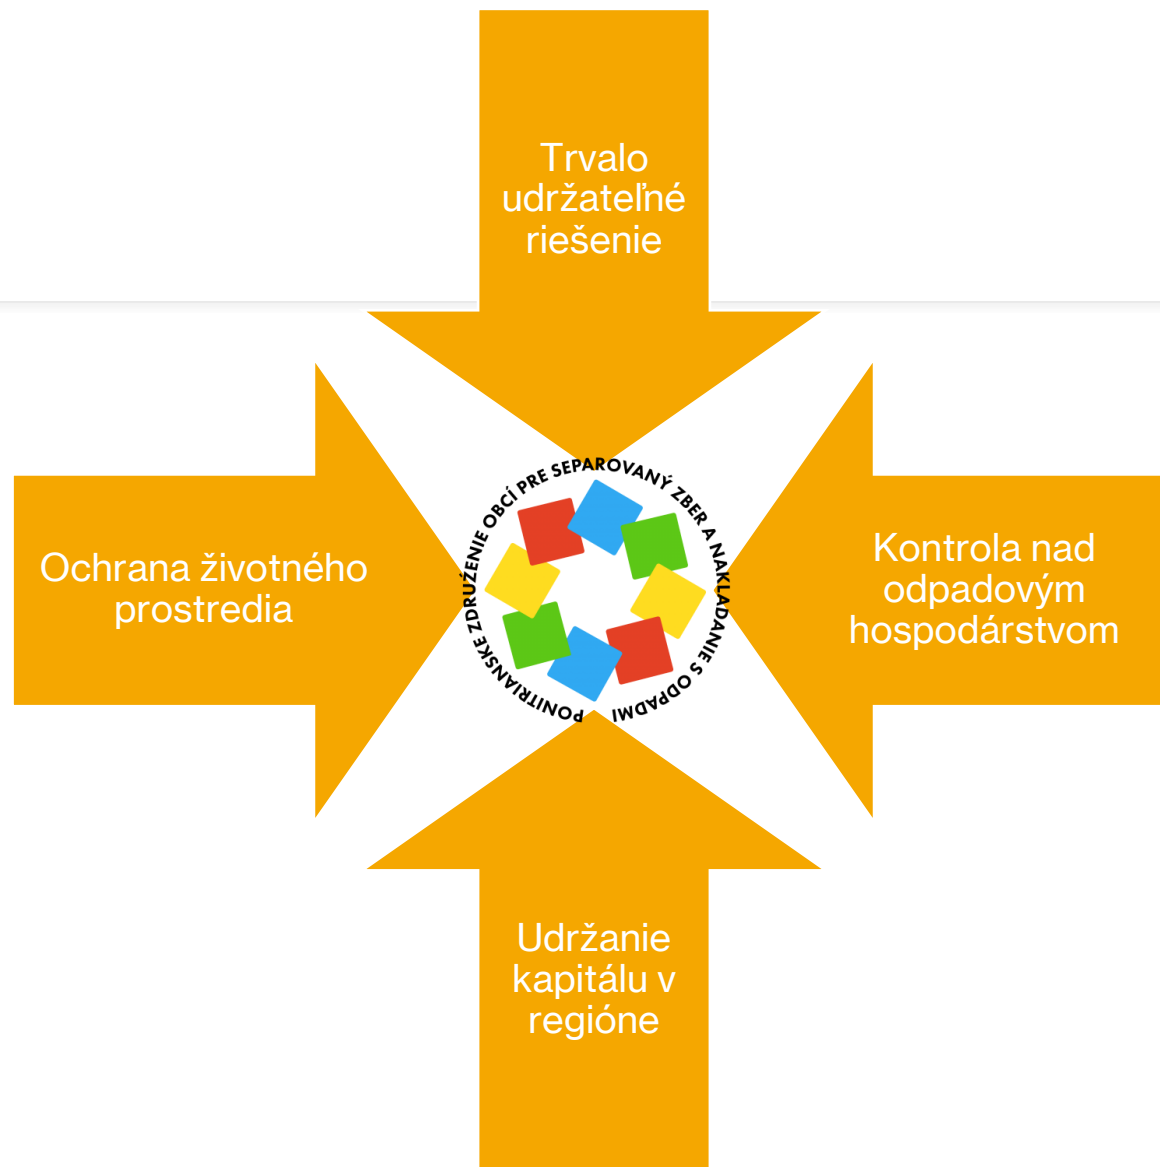 Trvalo
udržateľné
riešenie
Ochrana životného
prostredia
PONITRIANSKE ZDRUŽENIE OBCÍ PRE SEPAROVANÝ ZBER A NAKLADANIE S ODPADMI
Kontrola nad
odpadovým
hospodárstvom
Udržanie
kapitálu v
regióne